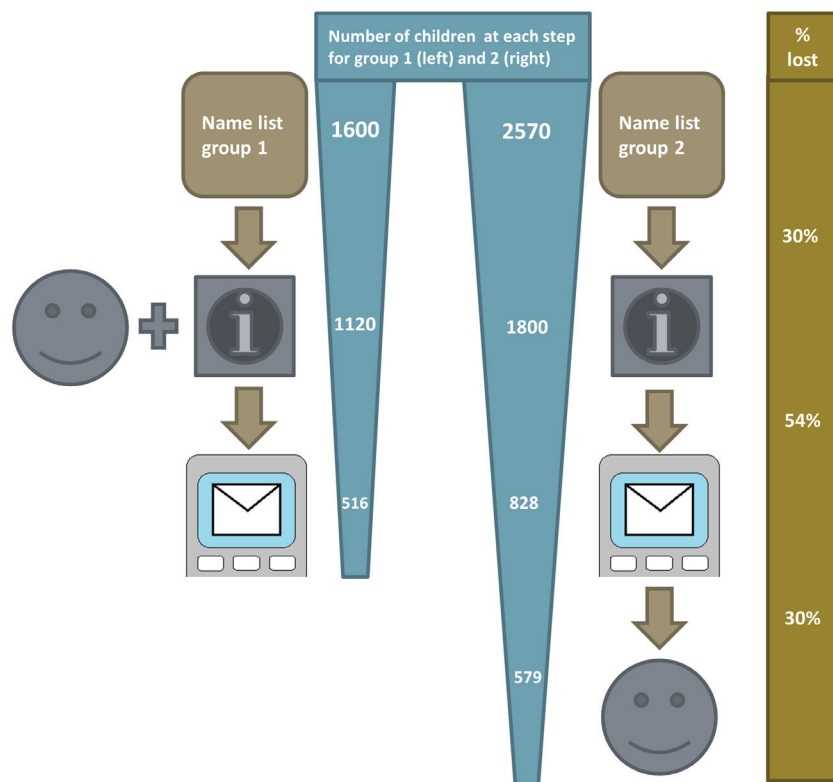 Number of children at each step
for group 1 (left) and 2 (right)
%
lost
Name list
group 1
1600
2570
Name list
group 2
30%
i
1120
1800
i
54%
516
828
30%
579